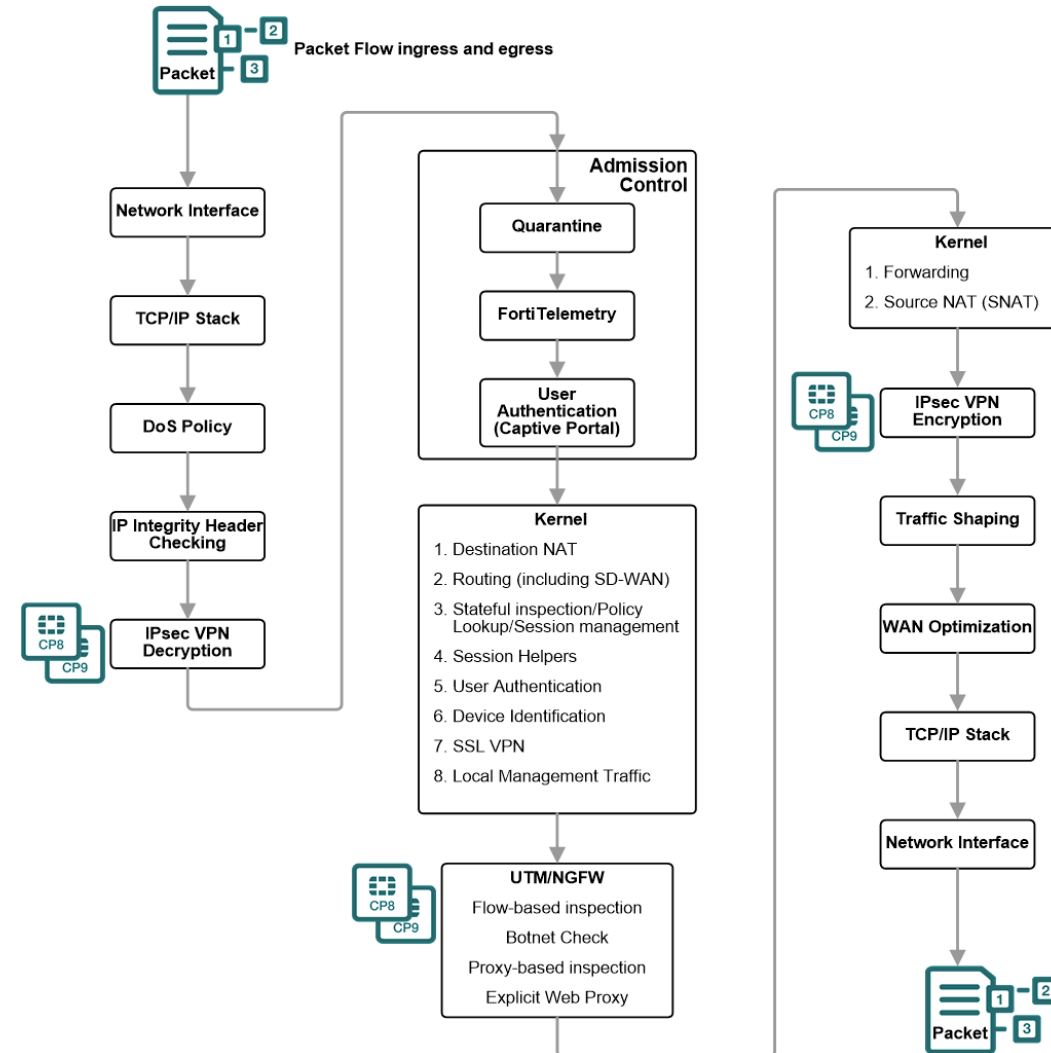 1
2
3
Packet
Packet Flow ingress and egress
Network Interface
TCP/IP Stack
DoS Policy
IP Integrity Header
Checking
IPsec VPN
Decryption
CP8
CP9
Admission
Control
Quarantine
FortiTelemetry
User
Authentication
(Captive Portal)
Kernel
1. Destination NAT
2. Routing (including SD-WAN)
3. Stateful inspection/Policy
Lookup/Session management
4. Session Helpers
5. User Authentication
6. Device Identification
7. SSL VPN
8. Local Management Traffic
CP8
CP9
UTM/NGFW
Flow-based inspection
Botnet Check
Proxy-based inspection
Explicit Web Proxy
Kernel
1. Forwarding
2. Source NAT (SNAT)
CP8
CP9
IPsec VPN
Encryption
Traffic Shaping
WAN Optimization
TCP/IP Stack
Network Interface
1
2
3
Packet